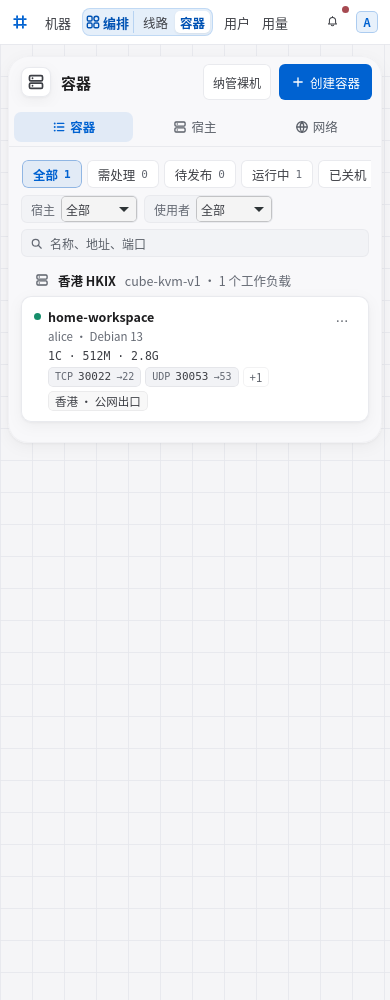 机器 编排 线路 容器 用户 用量 A
容器 纳管裸机 创建容器
容器 宿主 网络
全部 1 需处理 0 待发布 0 运行中 1 已关机
宿主 全部 使用者 全部
名称、地址、端口
香港 HKIX cube-kvm-v1 • 1 个工作负载
home-workspace ...
alice • Debian 13
1C · 512M · 2.8G
TCP 30022 →22 UDP 30053 →53 +1
香港 • 公网出口